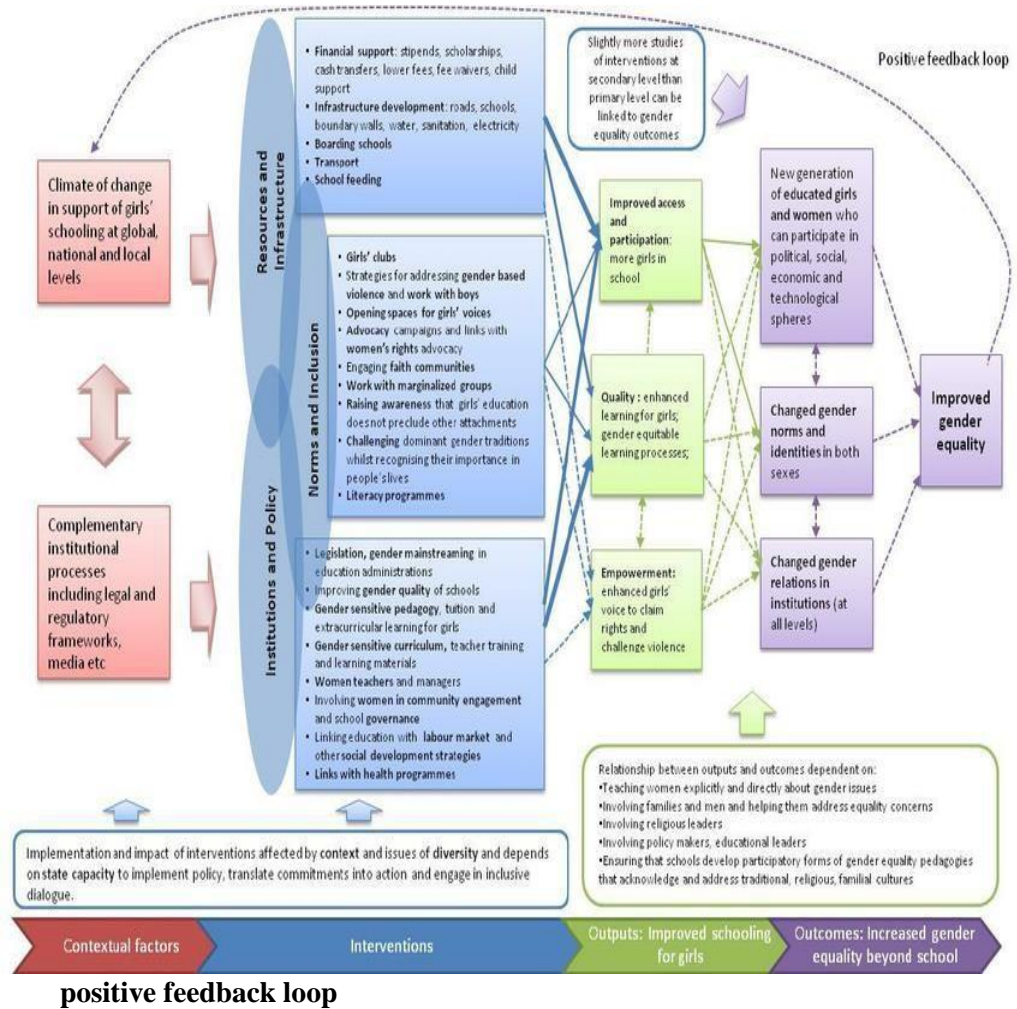 Positive feedback loop
Climate of change
in support of girls'
schooling at global,
national and local
levels
Complementary
institutional
processes
including legal and
regulatory
frameworks,
media etc
Resources and
Infrastructure
Norms and Inclusion
Institutions and Policy
• Financial support: stipends, scholarships,
cash transfers, lower fees, fee waivers, child
support
• Infrastructure development: roads, schools,
boundary walls, water, sanitation, electricity
• Boarding schools
• Transport
• School feeding
• Girls' clubs
• Strategies for addressing gender based
violence and work with boys
• Opening spaces for girls' voices
• Advocacy campaigns and links with
women's rights advocacy
• Engaging faith communities
• Work with marginalized groups
• Raising awareness that girls' education
does not preclude other attachments
• Challenging dominant gender traditions
whilst recognising their importance in
people's lives
• Literacy programmes
• Legislation, gender mainstreaming in
education administrations
• Improving gender quality of schools
• Gender sensitive pedagogy, tuition and
extracurricular learning for girls
• Gender sensitive curriculum, teacher training
and learning materials
• Women teachers and managers
• Involving women in community engagement
and school governance
• Linking education with labour market and
other social development strategies
• Links with health programmes
Slightly more studies
of interventions at
secondary level than
primary level can be
linked to gender
equality outcomes
Improved access
and
participation:
more girls in
school
Quality : enhanced
learning for girls;
gender equitable
learning processes;
Empowerment:
enhanced girls'
voice to claim
rights and
challenge violence
New generation
of educated girls
and women who
can participate in
political, social,
economic and
technological
spheres
Changed gender
norms and
identities in both
sexes
Changed gender
relations in
institutions (at
all levels)
Improved
gender
equality
Implementation and impact of interventions affected by context and issues of diversity and depends
on state capacity to implement policy, translate commitments into action and engage in inclusive
dialogue.
Relationship between outputs and outcomes dependent on:
•Teaching women explicitly and directly about gender issues
•Involving families and men and helping them address equality concerns
•Involving religious leaders
•Involving policy makers, educational leaders
•Ensuring that schools develop participatory forms of gender equality pedagogies
that acknowledge and address traditional, religious, familial cultures
Contextual factors
Interventions
Outputs: Improved schooling
for girls
Outcomes: Increased gender
equality beyond school
positive feedback loop